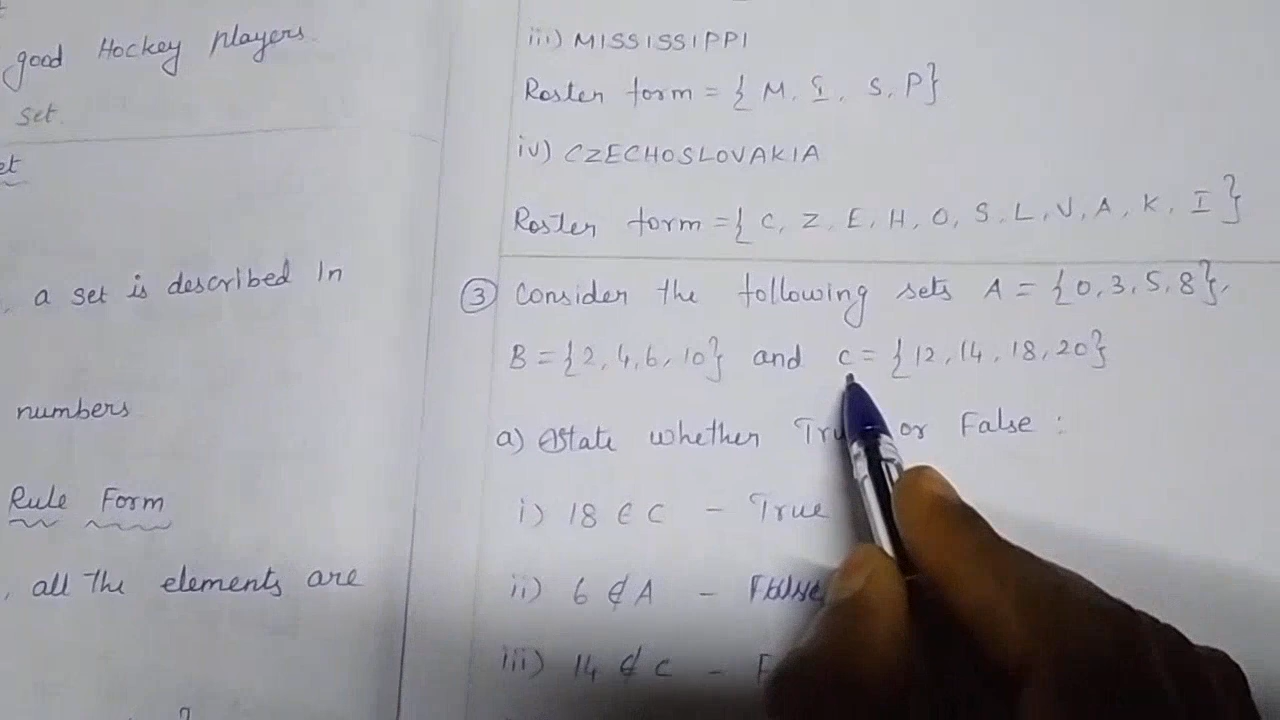 good Hockey players.
set.
et
, a set is described in
numbers
Rule Form
, all the elements are
iii) MISSISSIPPI
Roster form = { M, I, S, P}
iv) CZECHOSLOVAKIA
Roster form = { C, Z, E, H, O, S, L, V, A, K, I }
③ Consider the following sets A = {0, 3, 5, 8},
B = {2, 4, 6, 10} and C = {12, 14, 18, 20}
a) State whether Tru or False :
i) 18 ∈ C - True
ii) 6 ∉ A - False
iii) 14 ∉ C - F